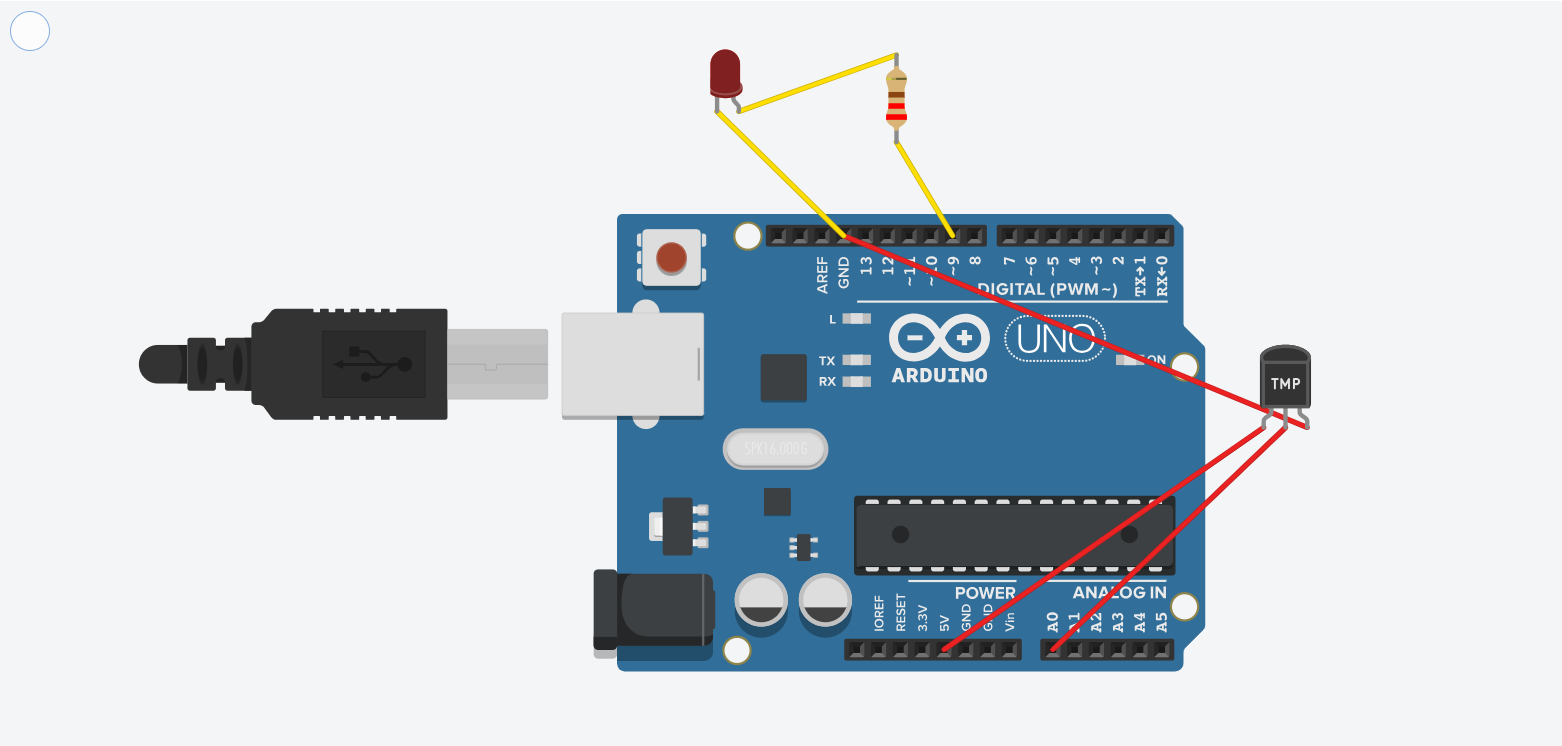 AREF
GND
13
12
~11
~10
~9
8
7
~6
~5
4
~3
2
TX→1
RX←0
DIGITAL (PWM~)
L
TX
RX
UNO
ON
ARDUINO
TMP
SPK16.000G
POWER
ANALOG IN
IOREF
RESET
3.3V
5V
GND
GND
Vin
A0
A1
A2
A3
A4
A5